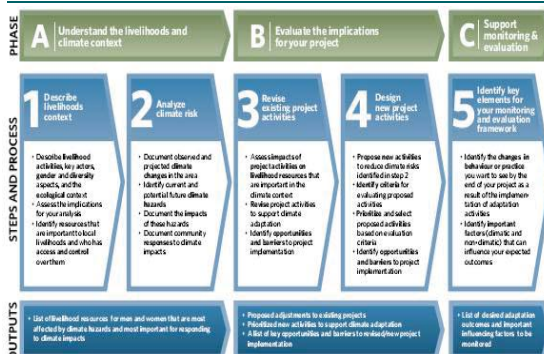 PHASE
A Understand the livelihoods and
climate context
B Evaluate the implications
for your project
C Support
monitoring &
evaluation
STEPS AND PROCESS
1 Describe
livelihoods
context
• Describe livelihood
activities, key actors,
gender and diversity
aspects, and the
ecological context
• Assess the implications
for your analysis
• Identify resources that
are important to local
livelihoods and who has
access and control
over them
2 Analyze
climate risk
• Document observed and
projected climate
changes in the area
• Identify current and
potential future climate
hazards
• Document the impacts
of these hazards
• Document community
responses to climate
impacts
3 Revise
existing project
activities
• Assess impacts of
project activities on
livelihood resources that
are important in the
climate context
• Revise project activities
to support climate
adaptation
• Identify opportunities
and barriers to project
implementation
4 Design
new project
activities
• Propose new activities
to reduce climate risks
identified in step 2
• Identify criteria for
evaluating proposed
activities
• Prioritize and select
proposed activities
based on evaluation
criteria
• Identify opportunities
and barriers to project
implementation
5 Identify key
elements for
your monitoring
and evaluation
framework
• Identify the changes in
behaviour or practice
you want to see by the
end of your project as a
result of the implemen-
tation of adaptation
activities
• Identify important
factors (climatic and
non-climatic) that can
influence your expected
outcomes
OUTPUTS
• List of livelihood resources for men and women that are most
affected by climate hazards and most important for responding
to climate impacts
• Proposed adjustments to existing projects
• Prioritized new activities to support climate adaptation
• A list of key opportunities and barriers to revised/new project
implementation
• List of desired adaptation
outcomes and important
influencing factors to be
monitored